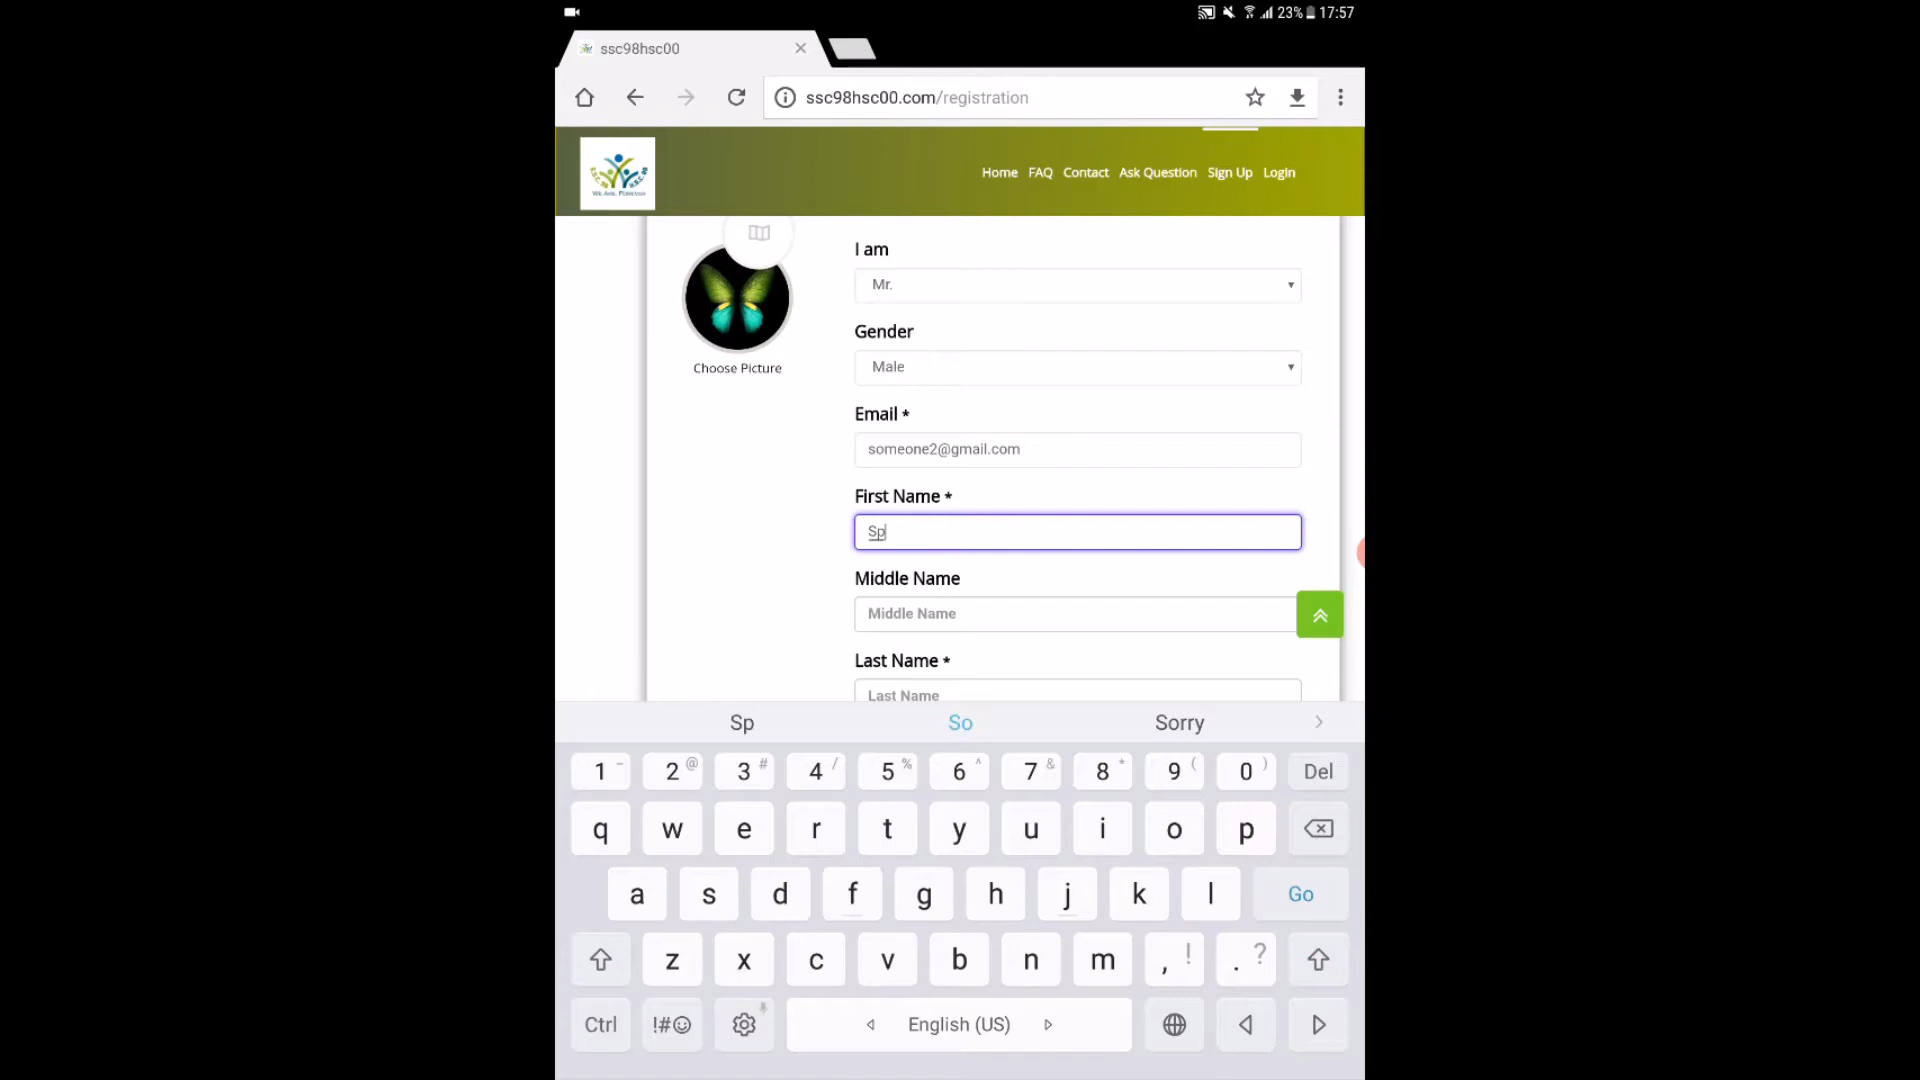 23% 17:57
ssc98hsc00
ssc98hsc00.com/registration
Home FAQ Contact Ask Question Sign Up Login
I am
Mr.
Gender
Male
Choose Picture
Email *
someone2@gmail.com
First Name *
Sp
Middle Name
Middle Name
Last Name *
Last Name
Sp So Sorry
1 - 2 @ 3 # 4 / 5 % 6 ^ 7 & 8 * 9 ( 0 ) Del
q w e r t y u i o p
a s d f g h j k l Go
z x c v b n m , ! . ?
Ctrl !#☺ English (US)